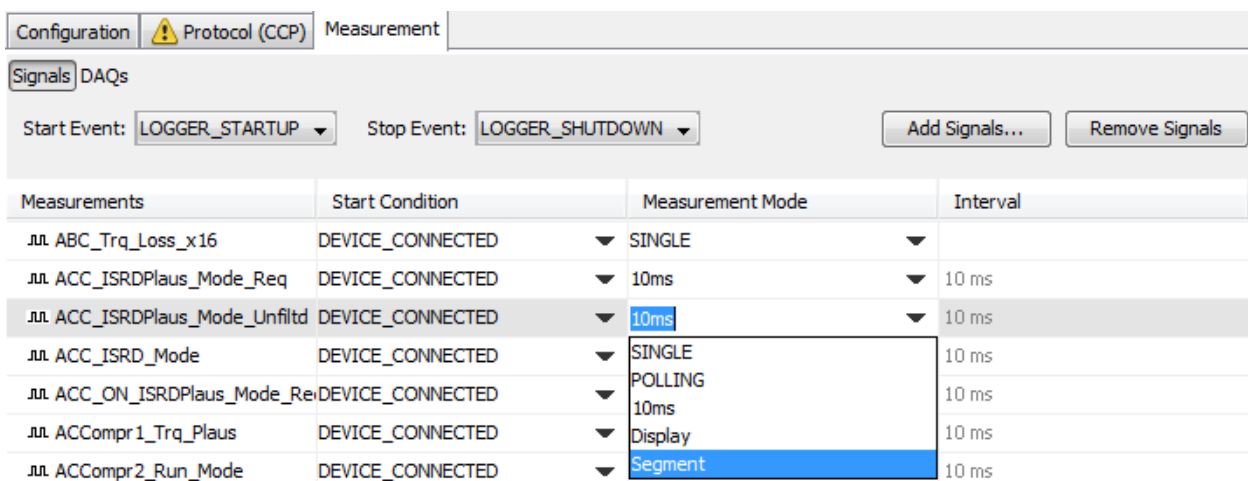 Configuration Protocol (CCP) Measurement
Signals DAQs
Start Event: LOGGER_STARTUP Stop Event: LOGGER_SHUTDOWN Add Signals... Remove Signals
Measurements Start Condition Measurement Mode Interval
ABC_Trq_Loss_x16 DEVICE_CONNECTED SINGLE
ACC_ISRDPlaus_Mode_Req DEVICE_CONNECTED 10ms 10 ms
ACC_ISRDPlaus_Mode_Unfiltd DEVICE_CONNECTED 10ms 10 ms
ACC_ISRD_Mode DEVICE_CONNECTED SINGLE 10 ms
POLLING
ACC_ON_ISRDPlaus_Mode_Re DEVICE_CONNECTED 10ms 10 ms
ACCompr1_Trq_Plaus DEVICE_CONNECTED Display 10 ms
ACCompr2_Run_Mode DEVICE_CONNECTED Segment 10 ms